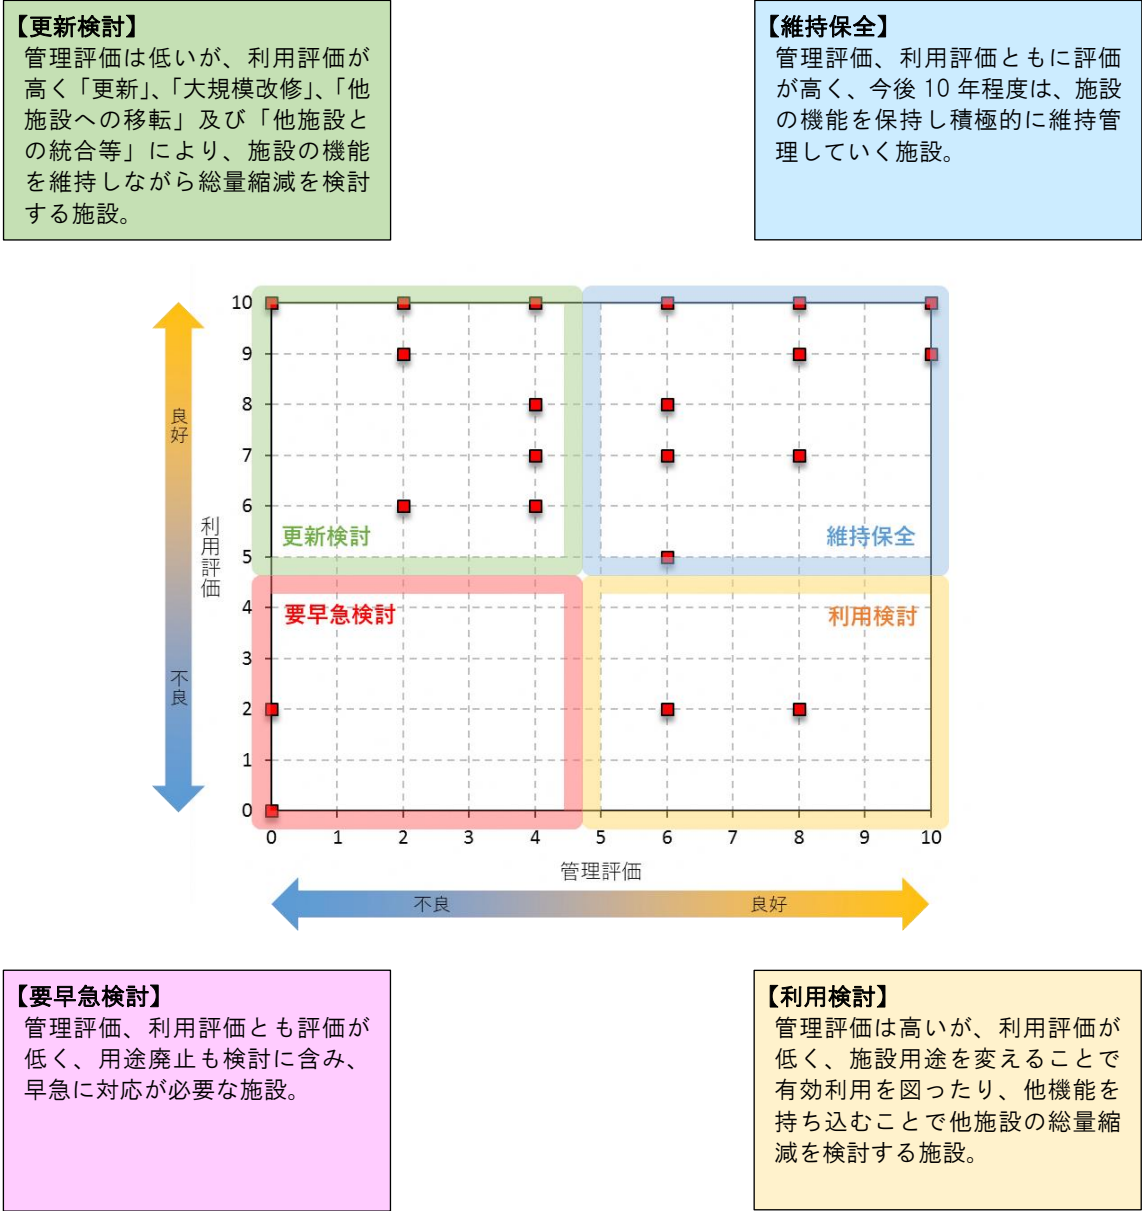 【更新検討】
管理評価は低いが、利用評価が
高く「更新」、「大規模改修」、「他
施設への移転」及び「他施設と
の統合等」により、施設の機能
を維持しながら総量縮減を検討
する施設。
【維持保全】
管理評価、利用評価ともに評価
が高く、今後 10 年程度は、施設
の機能を保持し積極的に維持管
理していく施設。
10
9
8
7
6
5
4
3
2
1
0
良好
利用評価
不良
更新検討
維持保全
要早急検討
利用検討
0 1 2 3 4 5 6 7 8 9 10
管理評価
不良
良好
【要早急検討】
管理評価、利用評価とも評価が
低く、用途廃止も検討に含み、
早急に対応が必要な施設。
【利用検討】
管理評価は高いが、利用評価が
低く、施設用途を変えることで
有効利用を図ったり、他機能を
持ち込むことで他施設の総量縮
減を検討する施設。